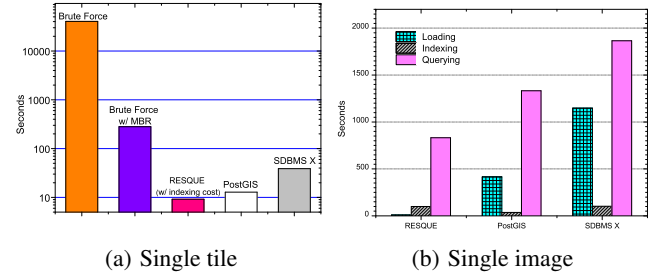 Brute Force
10000
1000
100
10
Seconds
Brute Force
w/ MBR
RESQUE
(w/ indexing cost)
PostGIS
SDBMS X
(a) Single tile
2000
1500
1000
500
0
Seconds
Loading
Indexing
Querying
RESQUE
PostGIS
SDBMS X
(b) Single image